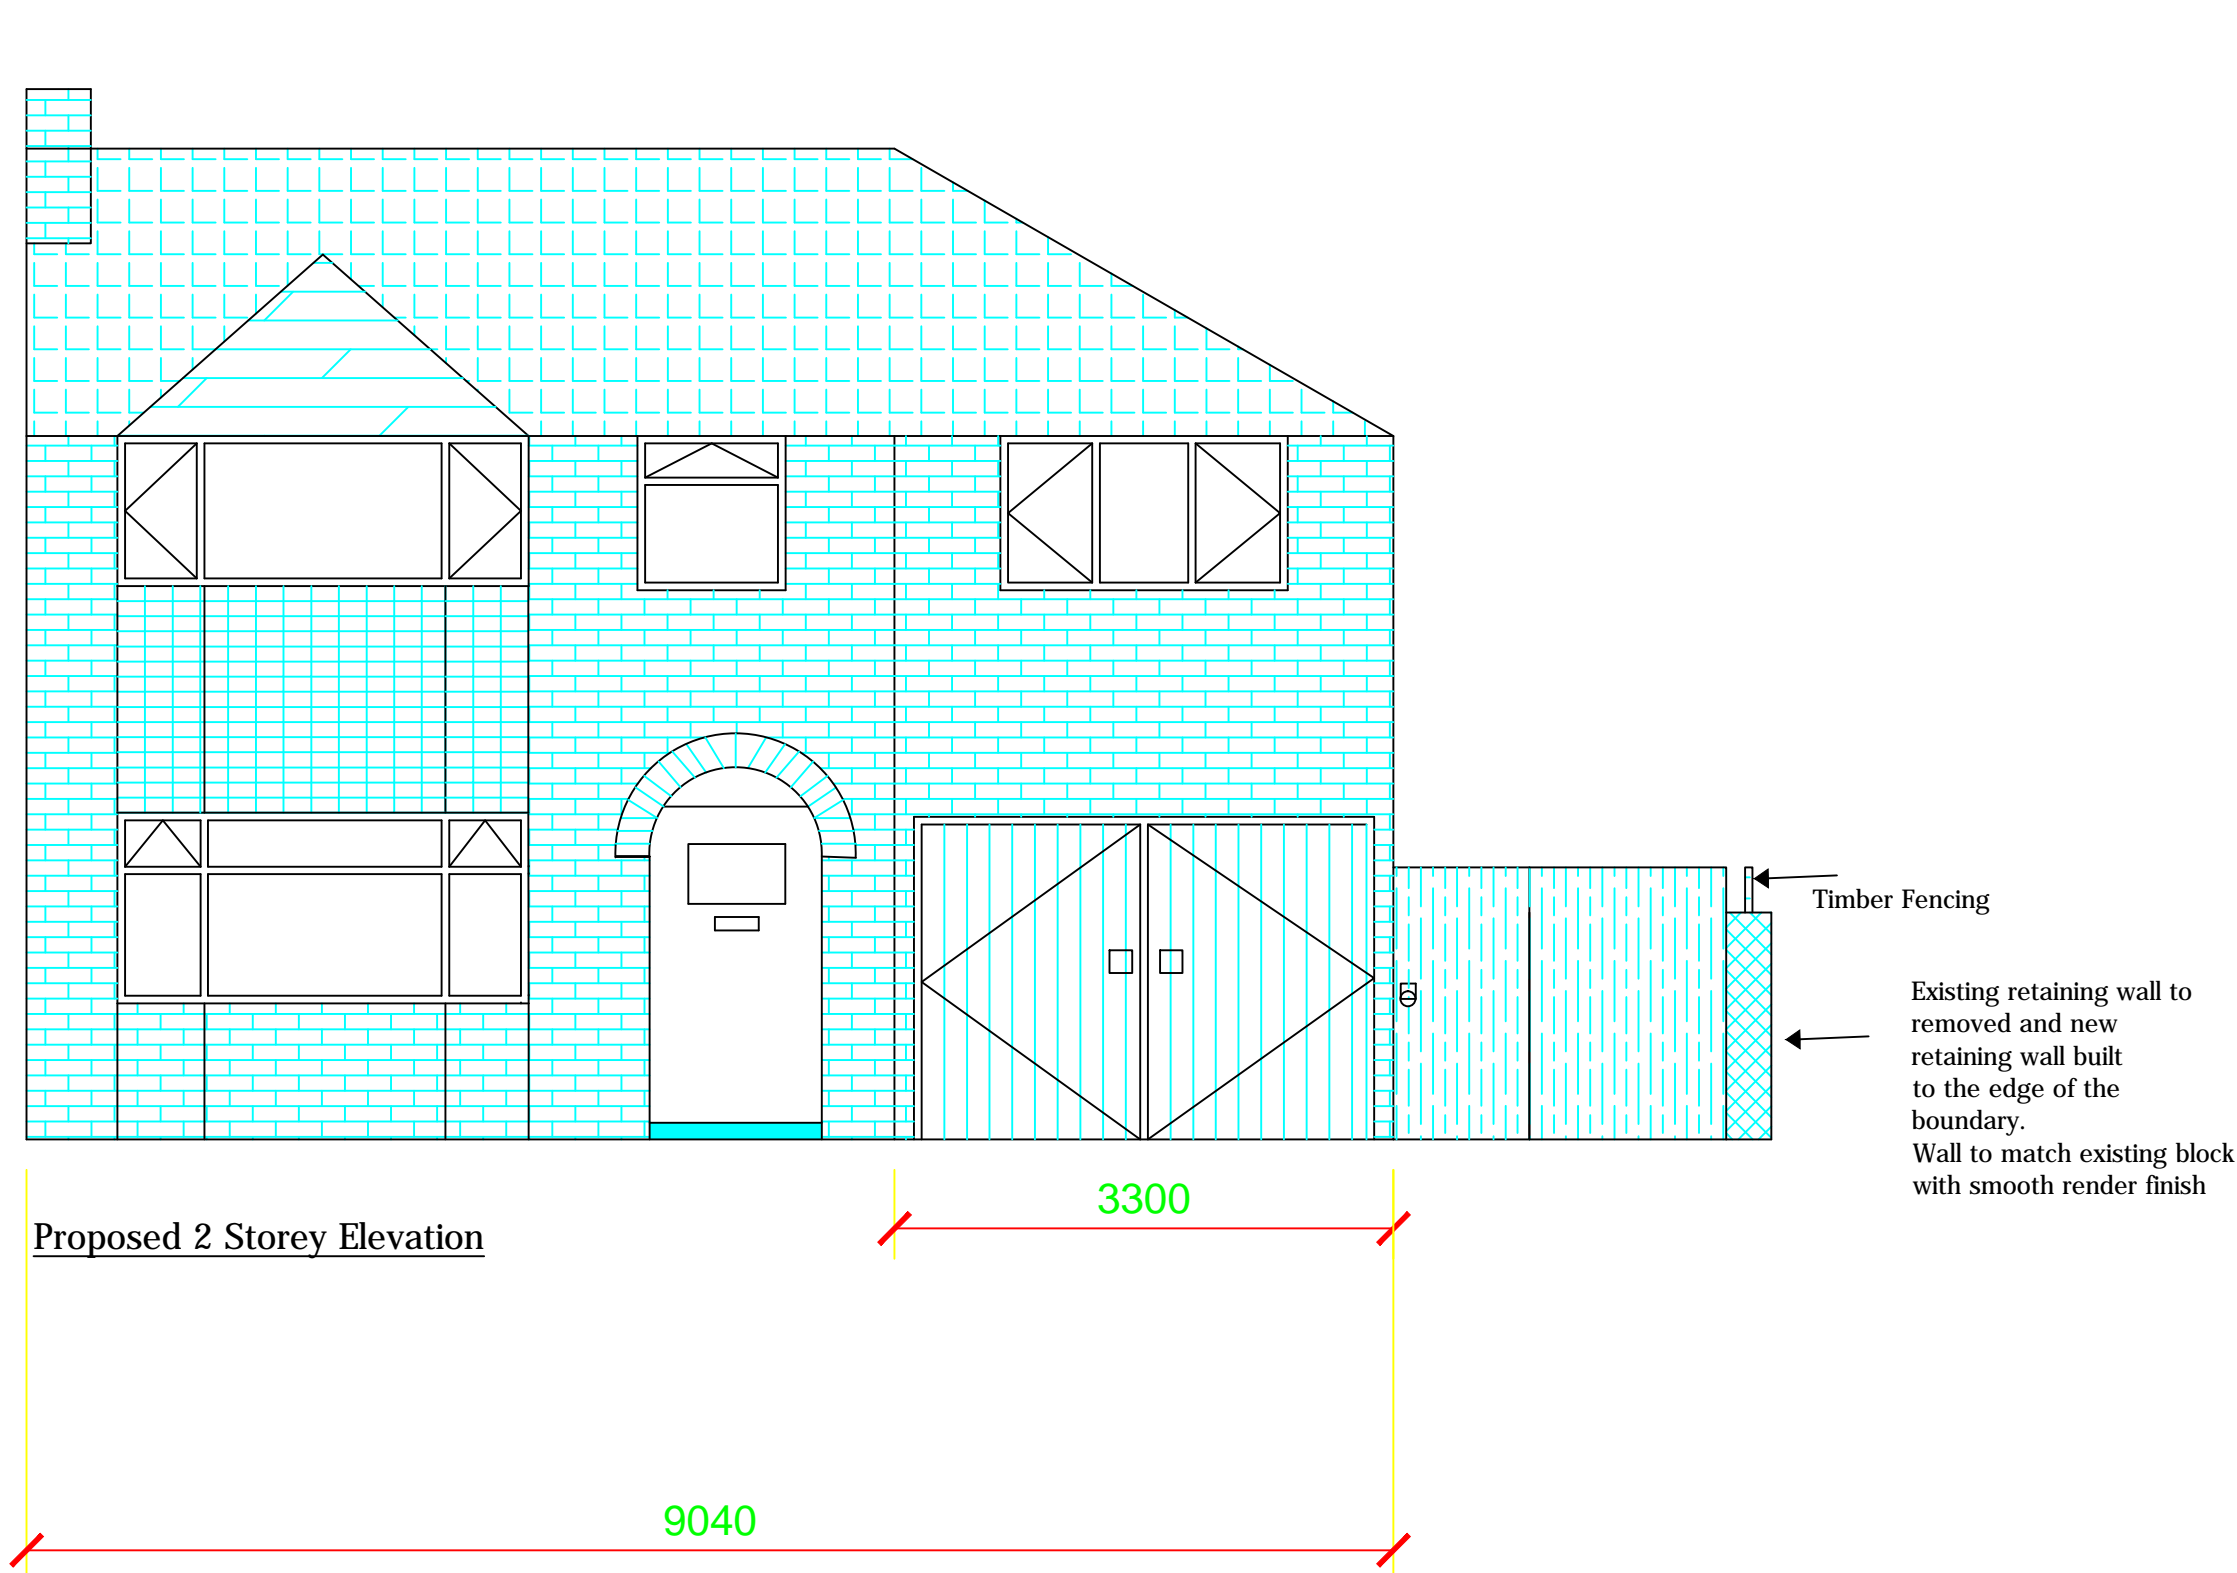 Timber Fencing
Existing retaining wall to
removed and new
retaining wall built
to the edge of the
boundary.
Wall to match existing block
with smooth render finish
3300
Proposed 2 Storey Elevation
9040